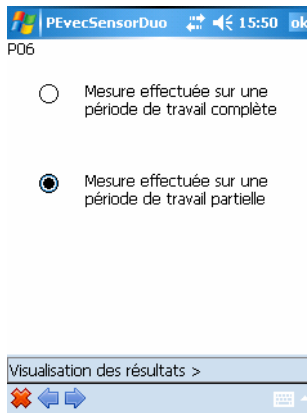 PEvecSensorDuo 15:50 ok
P06
Mesure effectuée sur une
période de travail complète
Mesure effectuée sur une
période de travail partielle
Visualisation des résultats >